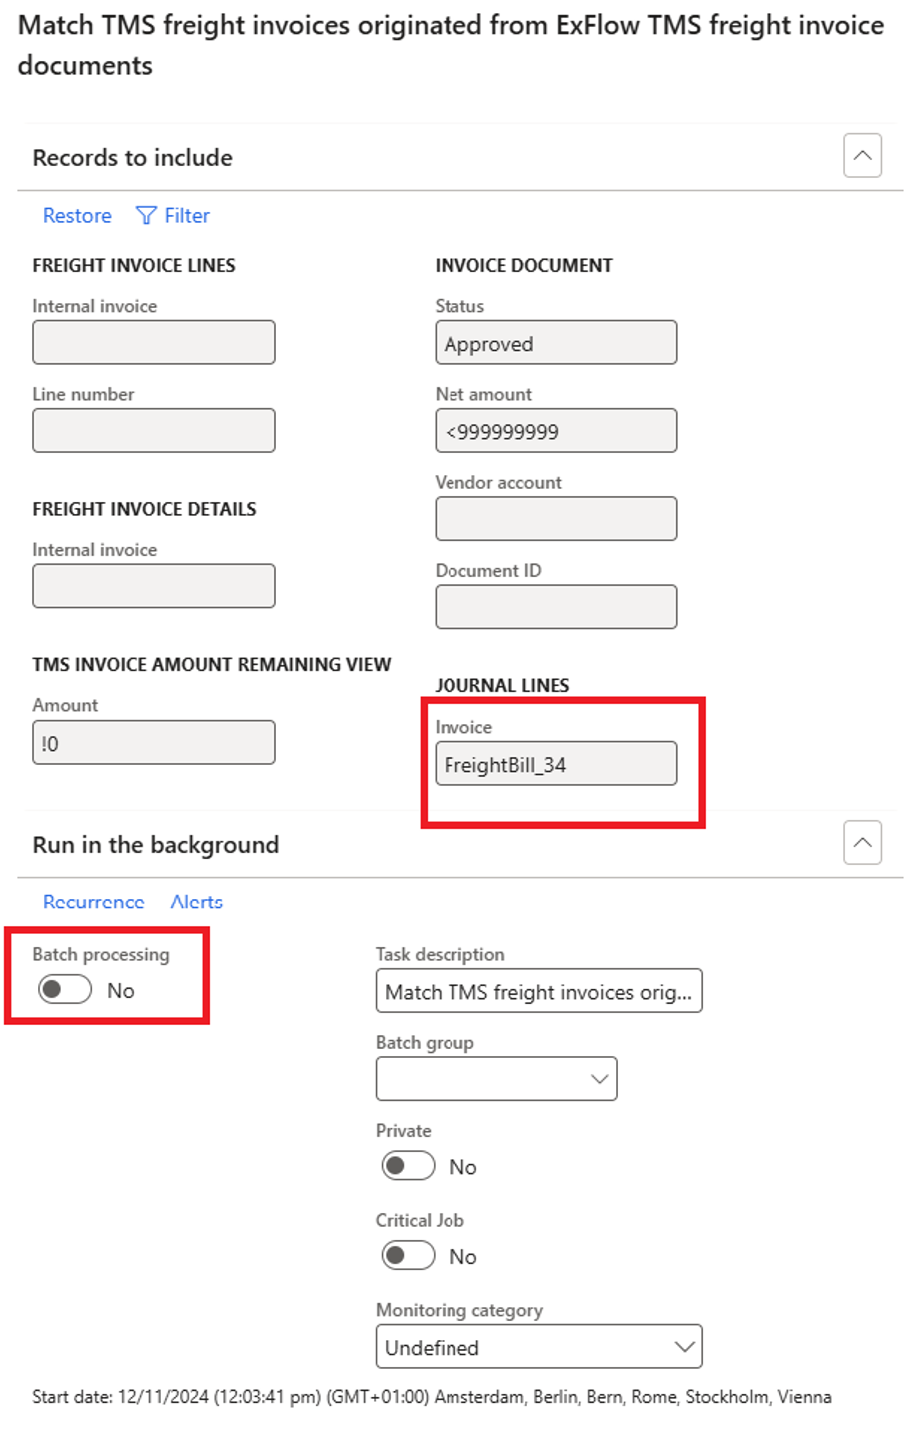 Match TMS freight invoices originated from ExFlow TMS freight invoice
documents
Records to include
Restore Filter
FREIGHT INVOICE LINES
Internal invoice
Line number
FREIGHT INVOICE DETAILS
Internal invoice
TMS INVOICE AMOUNT REMAINING VIEW
Amount
!0
INVOICE DOCUMENT
Status
Approved
Net amount
<999999999
Vendor account
Document ID
JOURNAL LINES
Invoice
FreightBill_34
Run in the background
Recurrence Alerts
Batch processing
No
Task description
Match TMS freight invoices orig...
Batch group
Private
No
Critical Job
No
Monitoring category
Undefined
Start date: 12/11/2024 (12:03:41 pm) (GMT+01:00) Amsterdam, Berlin, Bern, Rome, Stockholm, Vienna